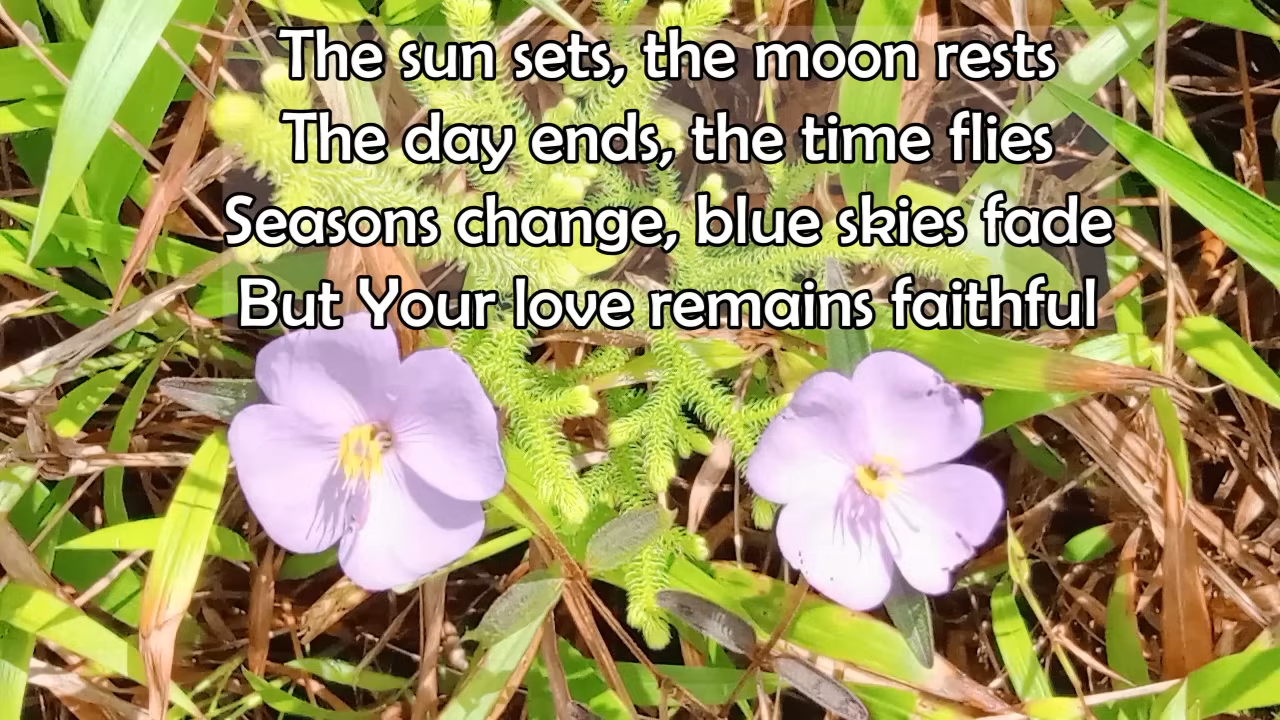 The sun sets, the moon rests
The day ends, the time flies
Seasons change, blue skies fade
But Your love remains faithful